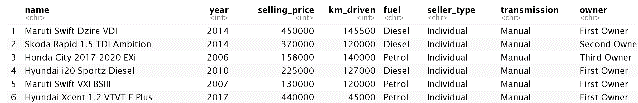 name year selling_price km_driven fuel seller_type transmission owner
<chr> <int> <int> <int> <chr> <chr> <chr> <chr>
1 Maruti Swift Dzire VDI 2014 450000 145500 Diesel Individual Manual First Owner
2 Skoda Rapid 1.5 TDI Ambition 2014 370000 120000 Diesel Individual Manual Second Owne
3 Honda City 2017-2020 EXi 2006 158000 140000 Petrol Individual Manual Third Owner
4 Hyundai i20 Sportz Diesel 2010 225000 127000 Diesel Individual Manual First Owner
5 Maruti Swift VXI BSIII 2007 130000 120000 Petrol Individual Manual First Owner
6 Hyundai Xcent 1.2 VTVT E Plus 2017 440000 45000 Petrol Individual Manual First Owner